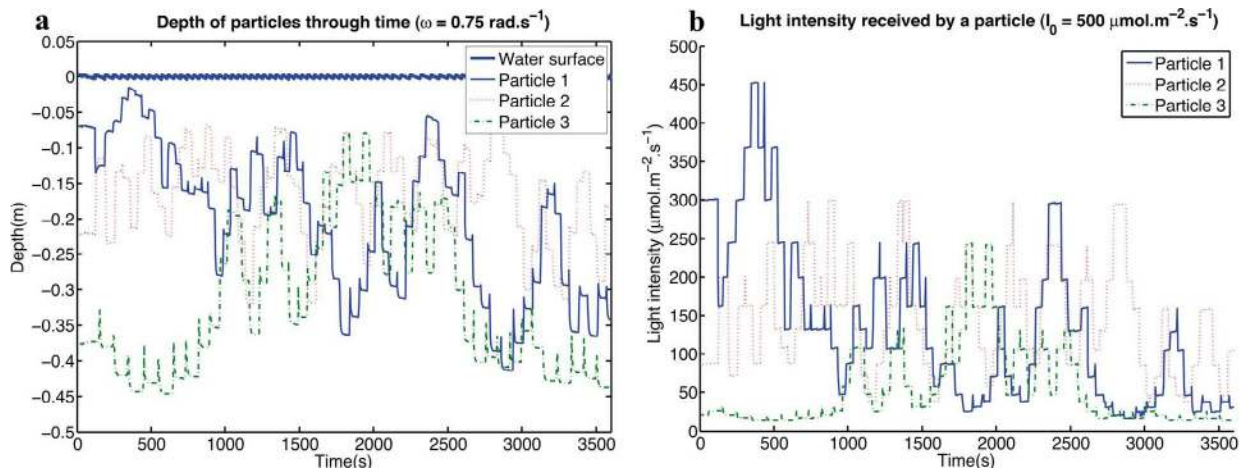 a
Depth of particles through time (ω = 0.75 rad.s⁻¹)
0.05
0
−0.05
−0.1
−0.15
−0.2
−0.25
−0.3
−0.35
−0.4
−0.45
−0.5
Depth(m)
Water surface
Particle 1
Particle 2
Particle 3
0 500 1000 1500 2000 2500 3000 3500
Time(s)
b
Light intensity received by a particle (I₀ = 500 μmol.m⁻².s⁻¹)
500
450
400
350
300
250
200
150
100
50
0
Light intensity (μmol.m⁻².s⁻¹)
Particle 1
Particle 2
Particle 3
0 500 1000 1500 2000 2500 3000 3500
Time(s)